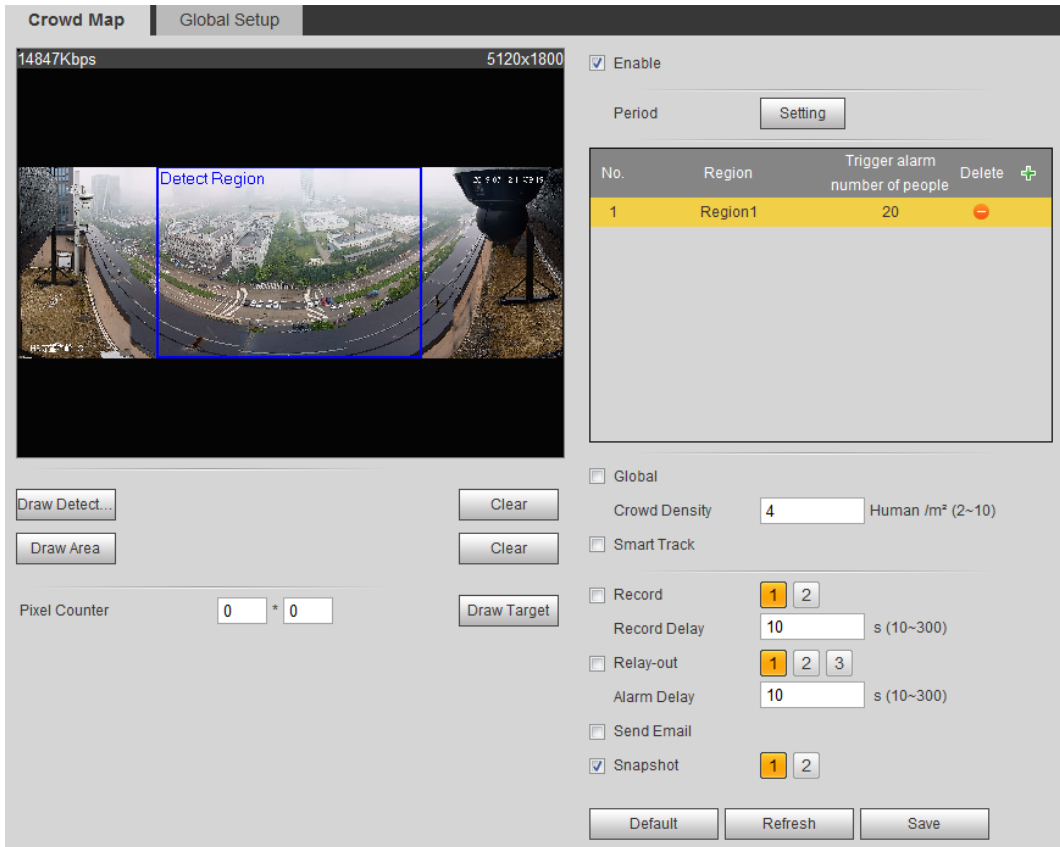 Crowd Map
Global Setup
14847Kbps
5120x1800
Detect Region
Draw Detect...
Clear
Draw Area
Clear
Pixel Counter
0 * 0
Draw Target
Enable
Period
Setting
No. Region Trigger alarm number of people Delete
1 Region1 20
Global
Crowd Density 4 Human /m² (2~10)
Smart Track
Record 1 2
Record Delay 10 s (10~300)
Relay-out 1 2 3
Alarm Delay 10 s (10~300)
Send Email
Snapshot 1 2
Default Refresh Save